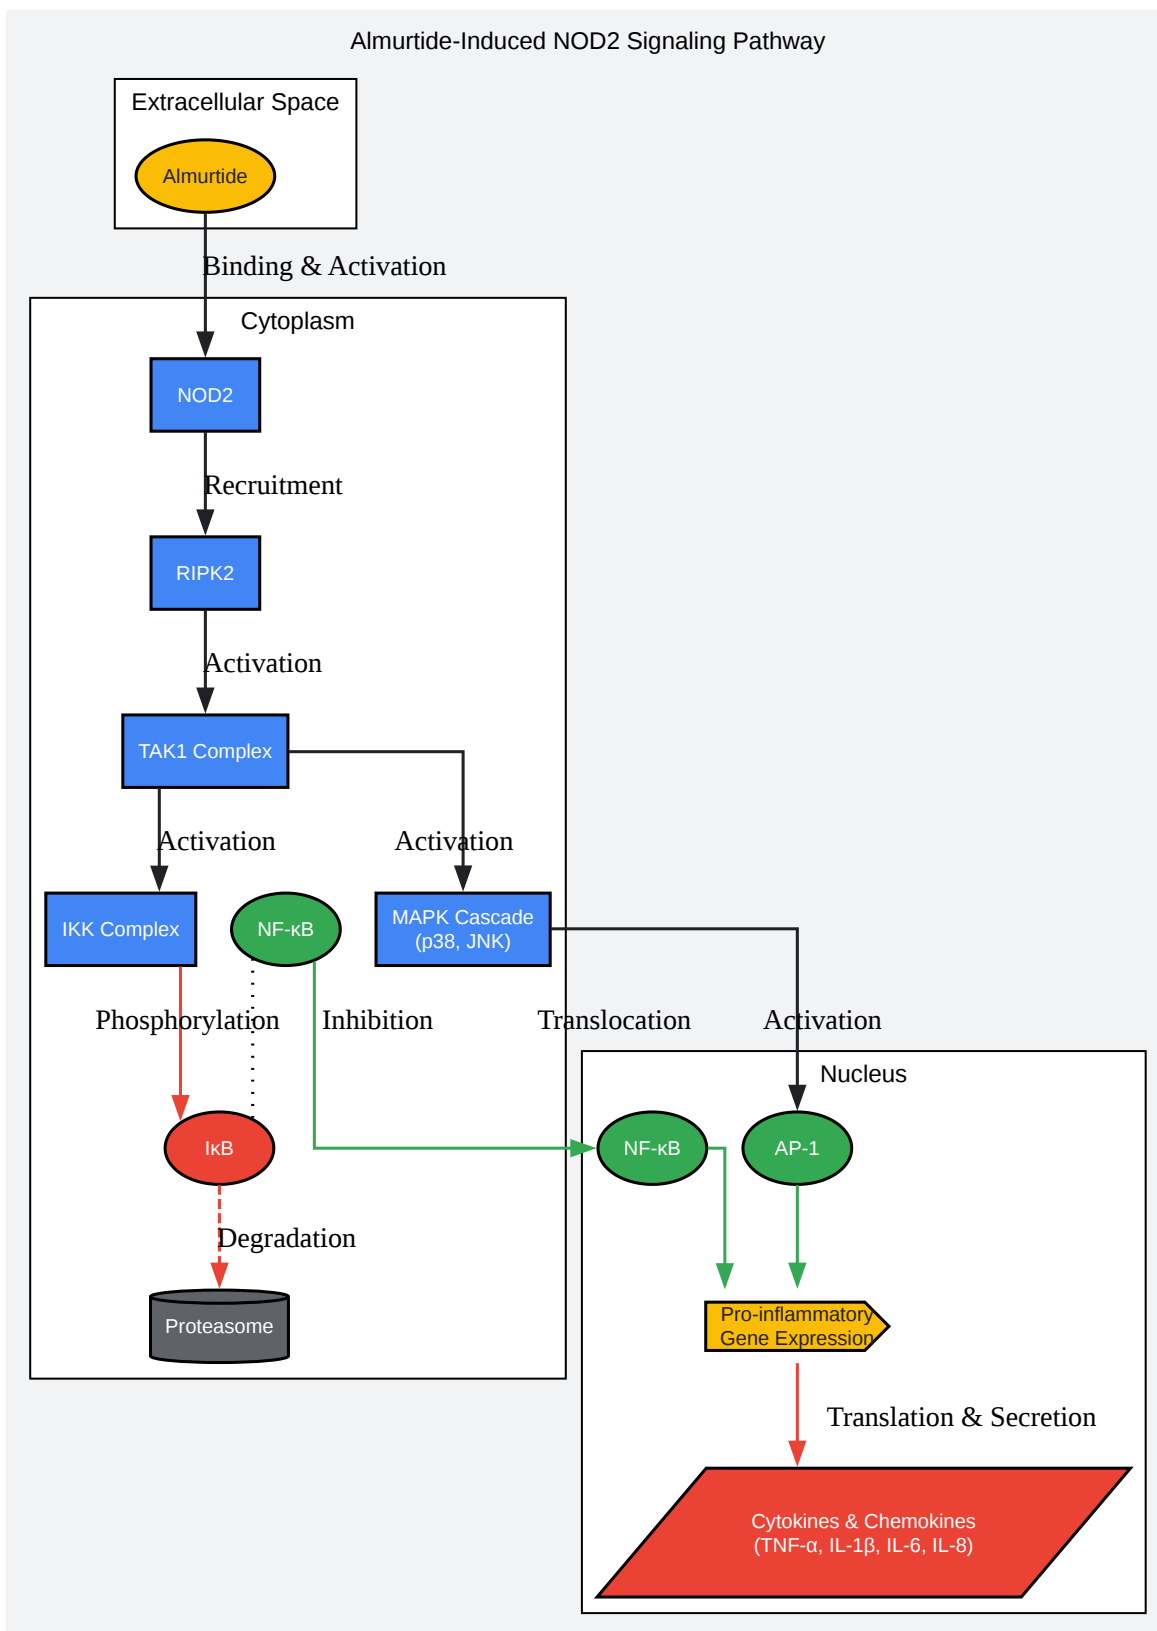 Almurtide-Induced NOD2 Signaling Pathway
Extracellular Space
Almurtide
Binding & Activation
Cytoplasm
NOD2
Recruitment
RIPK2
Activation
TAK1 Complex
Activation
Activation
IKK Complex
NF-κB
MAPK Cascade
(p38, JNK)
Phosphorylation
Inhibition
Translocation
Activation
Nucleus
IκB
NF-κB
AP-1
Degradation
Proteasome
Pro-inflammatory
Gene Expression
Translation & Secretion
Cytokines & Chemokines
(TNF-α, IL-1β, IL-6, IL-8)